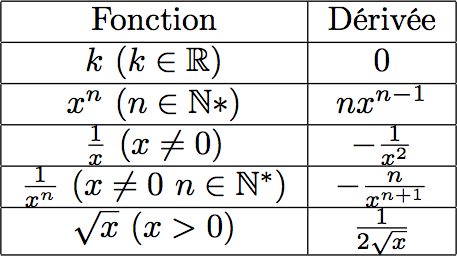 Fonction Dérivée
k (k ∈ ℝ) 0
xⁿ (n ∈ ℕ∗) nxⁿ⁻¹
1/x (x ≠ 0) −1/x²
1/xⁿ (x ≠ 0 n ∈ ℕ*) −n/xⁿ⁺¹
√x (x > 0) 1/(2√x)